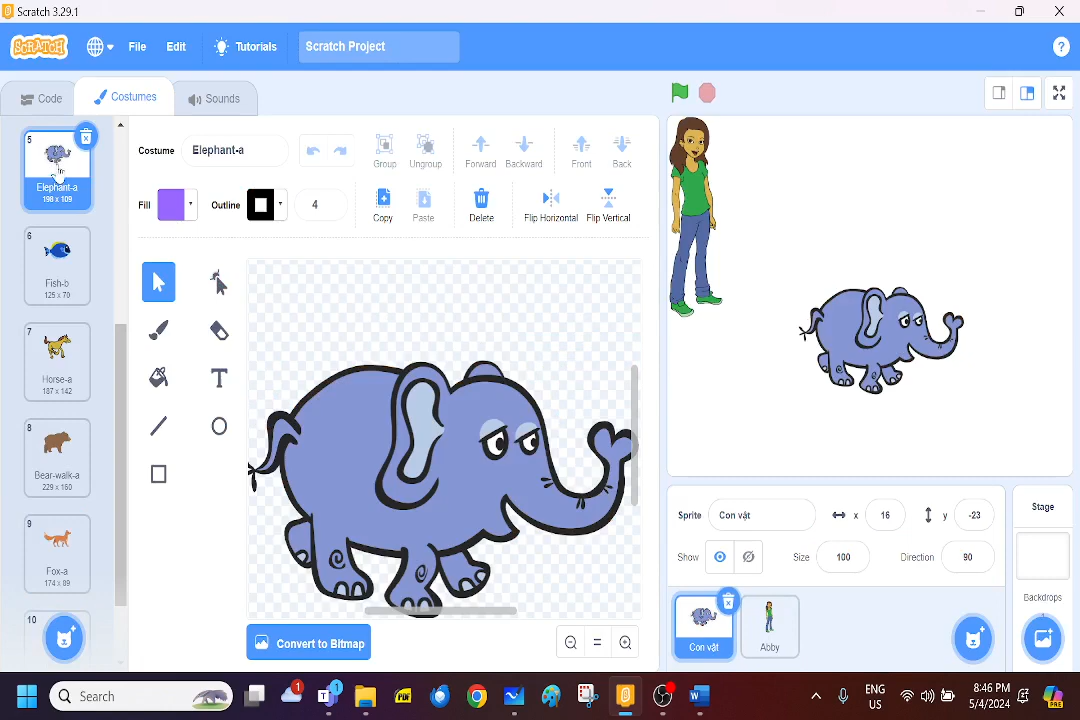 Scratch 3.29.1
SCRATCH File Edit Tutorials Scratch Project ?
Code Costumes Sounds
5
Elephant-a
198 x 109
6
Fish-b
125 x 70
7
Horse-a
187 x 142
8
Bear-walk-a
229 x 160
9
Fox-a
174 x 89
10
Costume Elephant-a Group Ungroup Forward Backward Front Back
Fill Outline 4 Copy Paste Delete Flip Horizontal Flip Vertical
T
Convert to Bitmap
Sprite Con vật x 16 y -23
Show Size 100 Direction 90
Con vật Abby
Stage
Backdrops
Search 1 1 PDF W ENG US 8:46 PM 5/4/2024 PRE